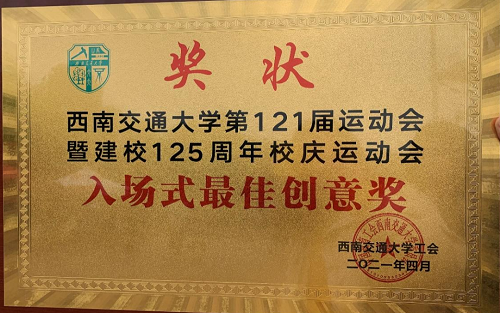 奖状
西南交通大学第121届运动会
暨建校125周年校庆运动会
入场式最佳创意奖
西南交通大学工会
二〇二一年四月